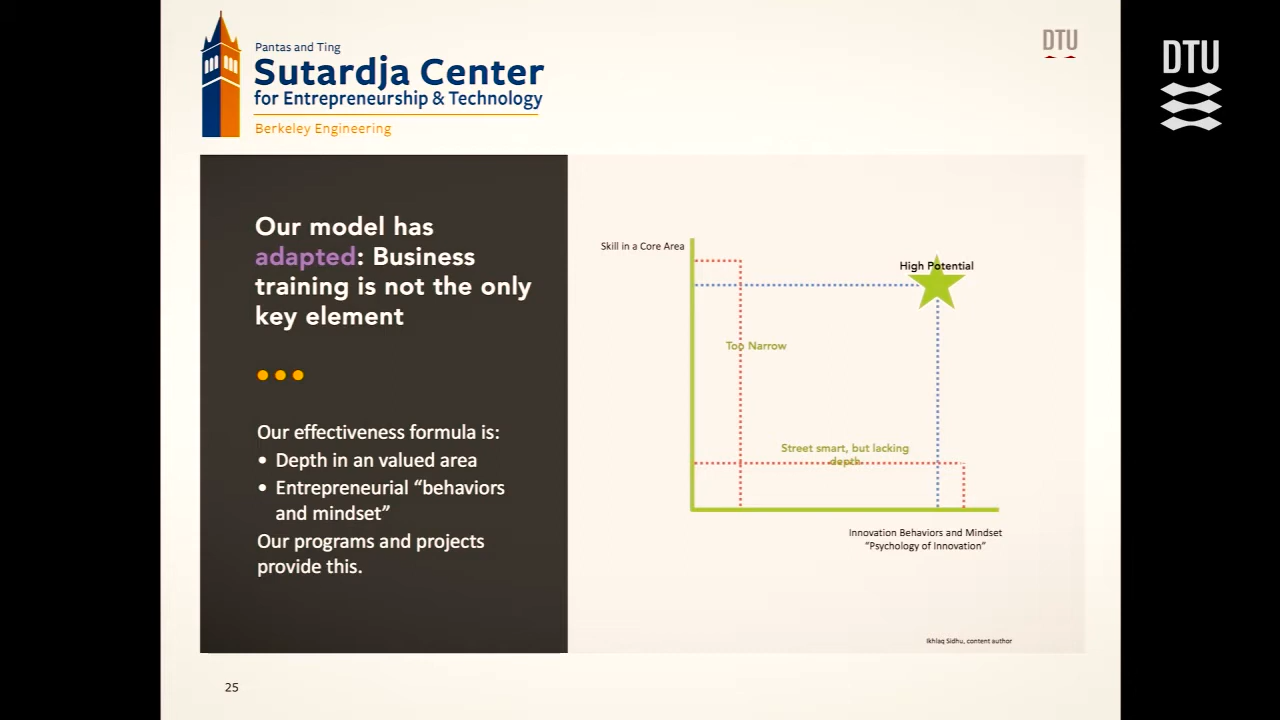 Pantas and Ting
Sutardja Center
for Entrepreneurship & Technology
Berkeley Engineering
DTU
DTU
Our model has
adapted: Business
training is not the only
key element
Our effectiveness formula is:
• Depth in an valued area
• Entrepreneurial “behaviors
and mindset”
Our programs and projects
provide this.
Skill in a Core Area
High Potential
Too Narrow
Street smart, but lacking
depth
Innovation Behaviors and Mindset
“Psychology of Innovation”
Ikhlaq Sidhu, content author
25